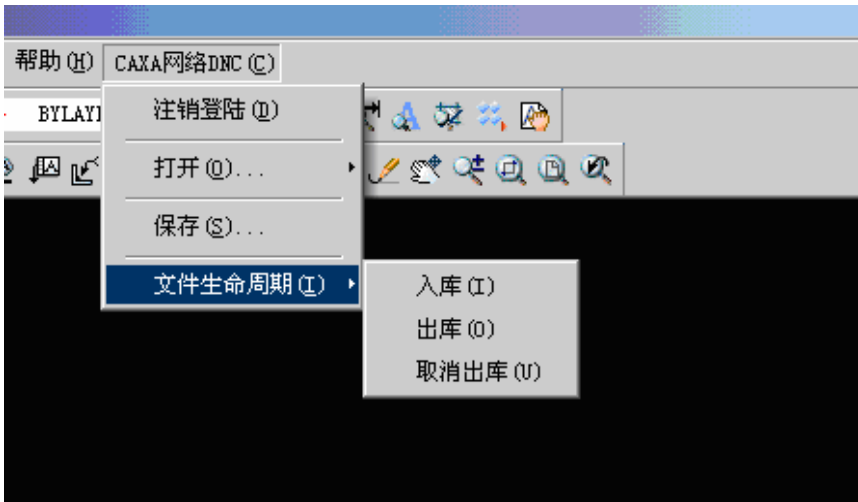 帮助(H) CAXA网络DNC(C)
BYLAY
注销登陆(D)
打开(O)...
保存(S)...
文件生命周期(I)
入库(I)
出库(O)
取消出库(U)